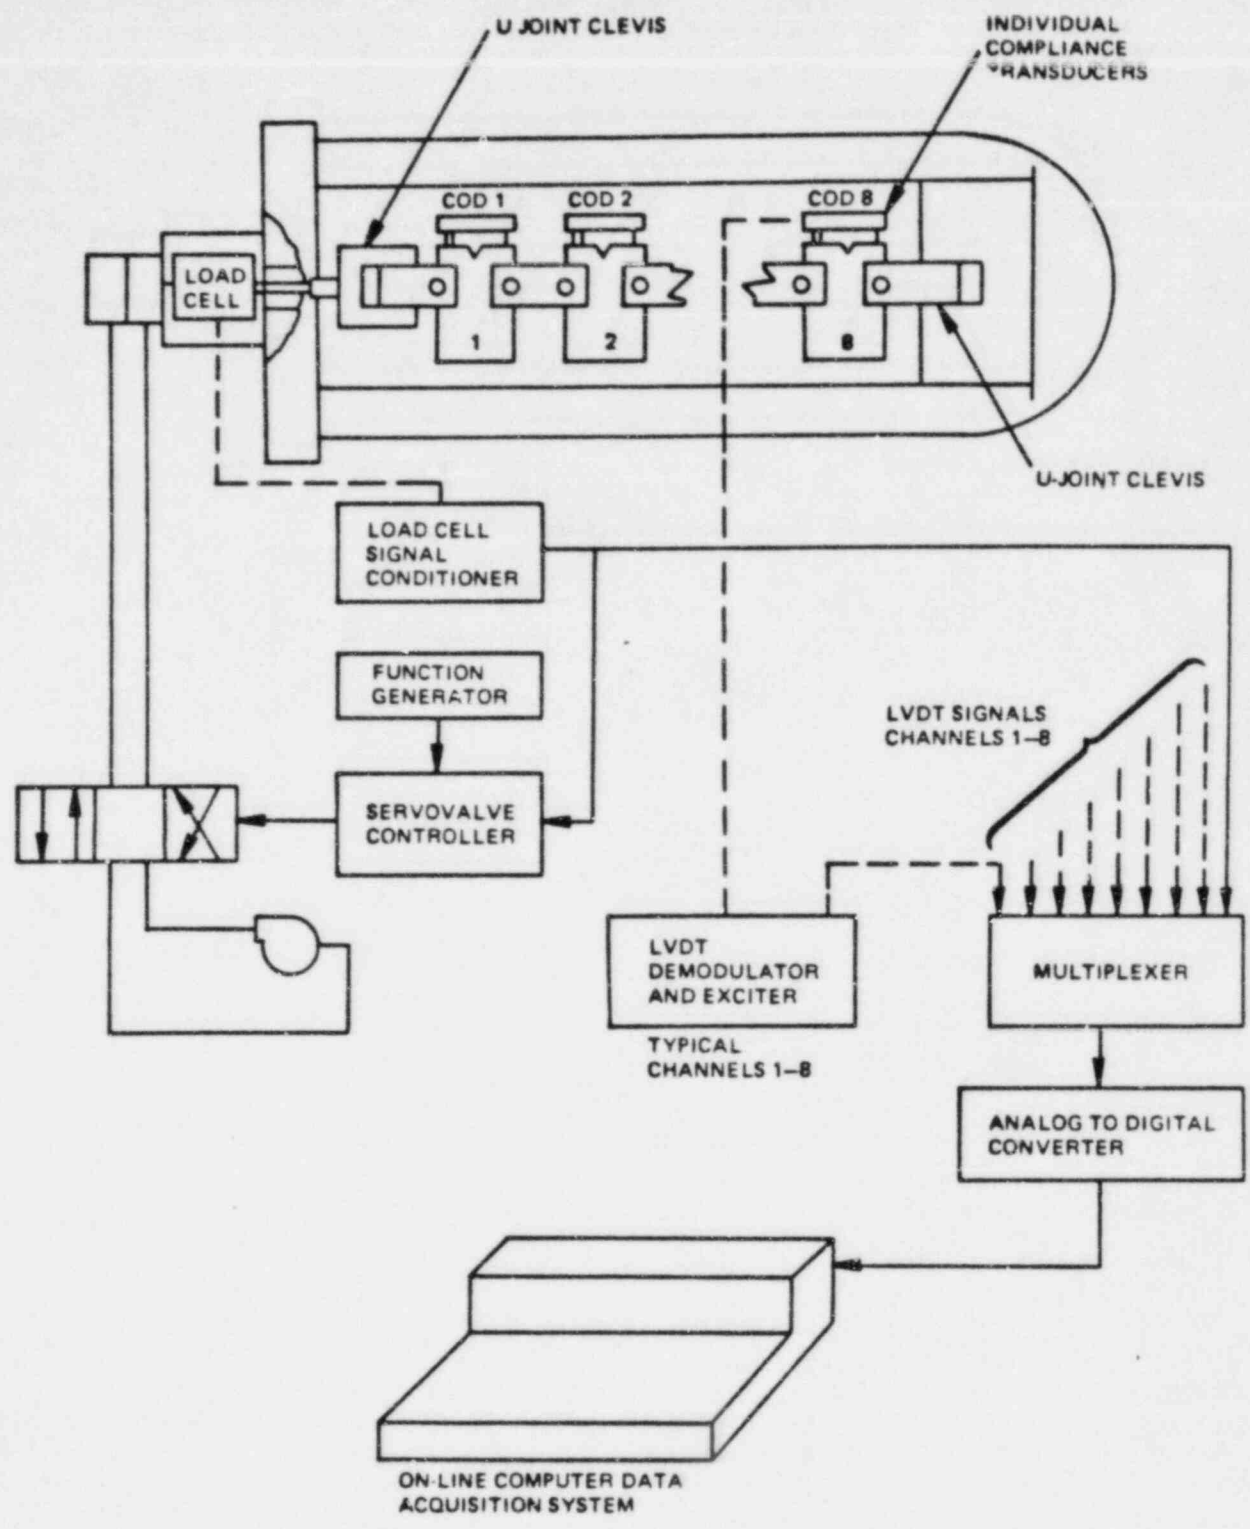 U JOINT CLEVIS
INDIVIDUAL
COMPLIANCE
TRANSDUCERS
COD 1
COD 2
COD 8
LOAD
CELL
1
2
8
U-JOINT CLEVIS
LOAD CELL
SIGNAL
CONDITIONER
FUNCTION
GENERATOR
LVDT SIGNALS
CHANNELS 1–8
SERVOVALVE
CONTROLLER
LVDT
DEMODULATOR
AND EXCITER
MULTIPLEXER
TYPICAL
CHANNELS 1–8
ANALOG TO DIGITAL
CONVERTER
ON-LINE COMPUTER DATA
ACQUISITION SYSTEM